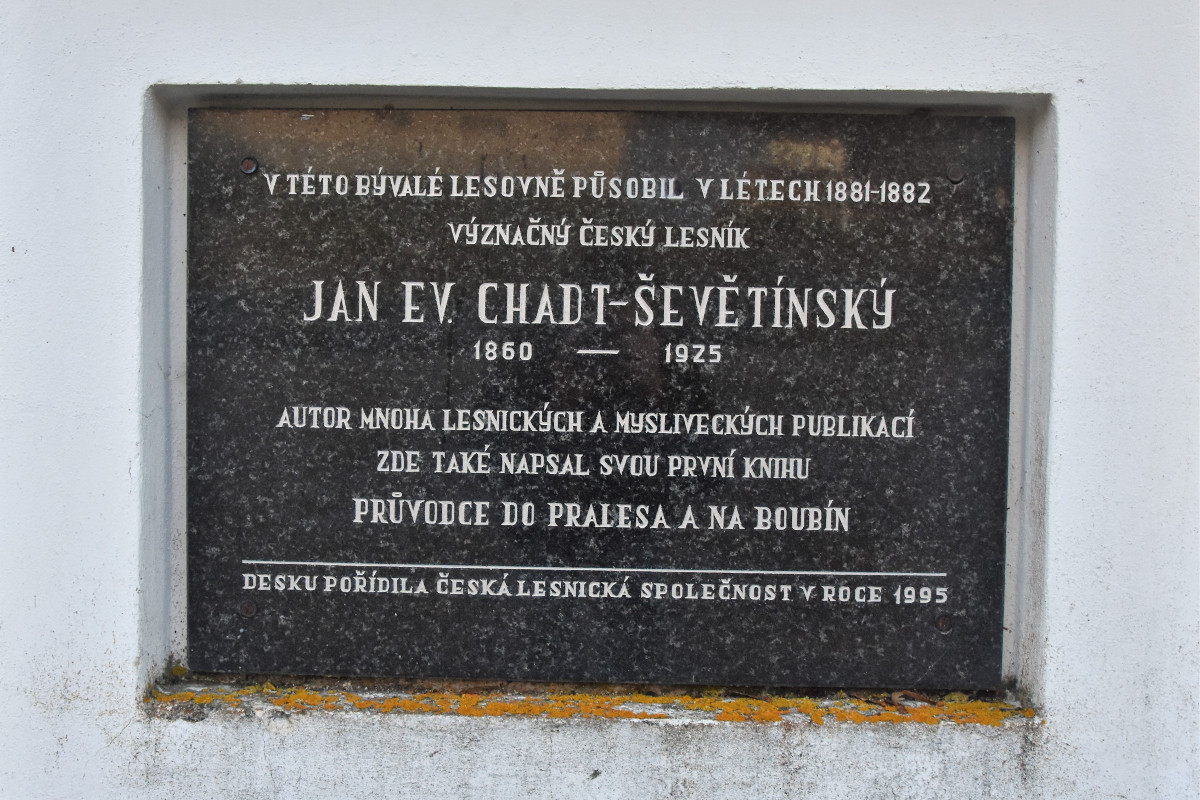 V TÉTO BÝVALÉ LESOVNĚ PŮSOBIL V LÉTECH 1881-1882
VÝZNAČNÝ ČESKÝ LESNÍK
JAN EV. CHADT-ŠEVĚTÍNSKÝ
1860 — 1925
AUTOR MNOHA LESNICKÝCH A MYSLIVECKÝCH PUBLIKACÍ
ZDE TAKÉ NAPSAL SVOU PRVNÍ KNIHU
PRŮVODCE DO PRALESA A NA BOUBÍN
DESKU POŘÍDILA ČESKÁ LESNICKÁ SPOLEČNOST V ROCE 1995